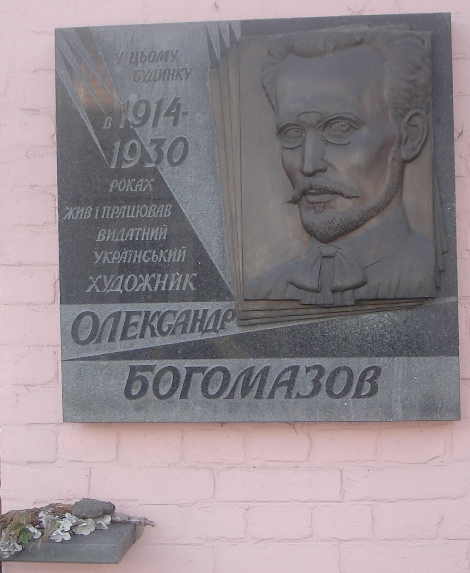 У ЦЬОМУ
БУДИНКУ
В 1914-
1930
РОКАХ
ЖИВ І ПРАЦЮВАВ
ВИДАТНИЙ
УКРАЇНСЬКИЙ
ХУДОЖНИК
ОЛЕКСАНДР
БОГОМАЗОВ